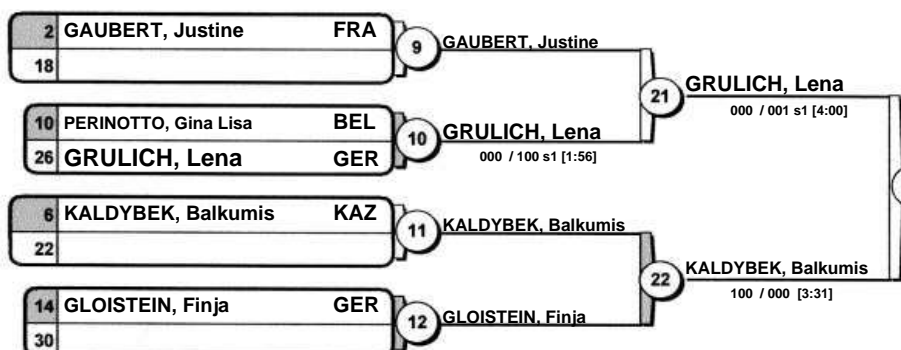 2 GAUBERT, Justine FRA
18
9 GAUBERT, Justine
10 PERINOTTO, Gina Lisa BEL
26 GRULICH, Lena GER
10 GRULICH, Lena
000 / 100 s1 [1:56]
21 GRULICH, Lena
000 / 001 s1 [4:00]
6 KALDYBEK, Balkumis KAZ
22
11 KALDYBEK, Balkumis
14 GLOISTEIN, Finja GER
30
12 GLOISTEIN, Finja
22 KALDYBEK, Balkumis
100 / 000 [3:31]